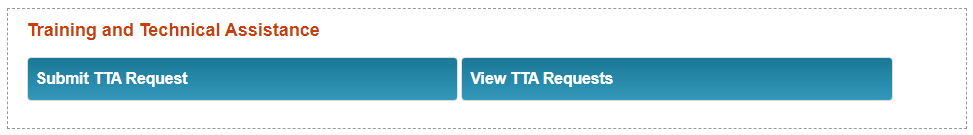 Training and Technical Assistance
Submit TTA Request
View TTA Requests